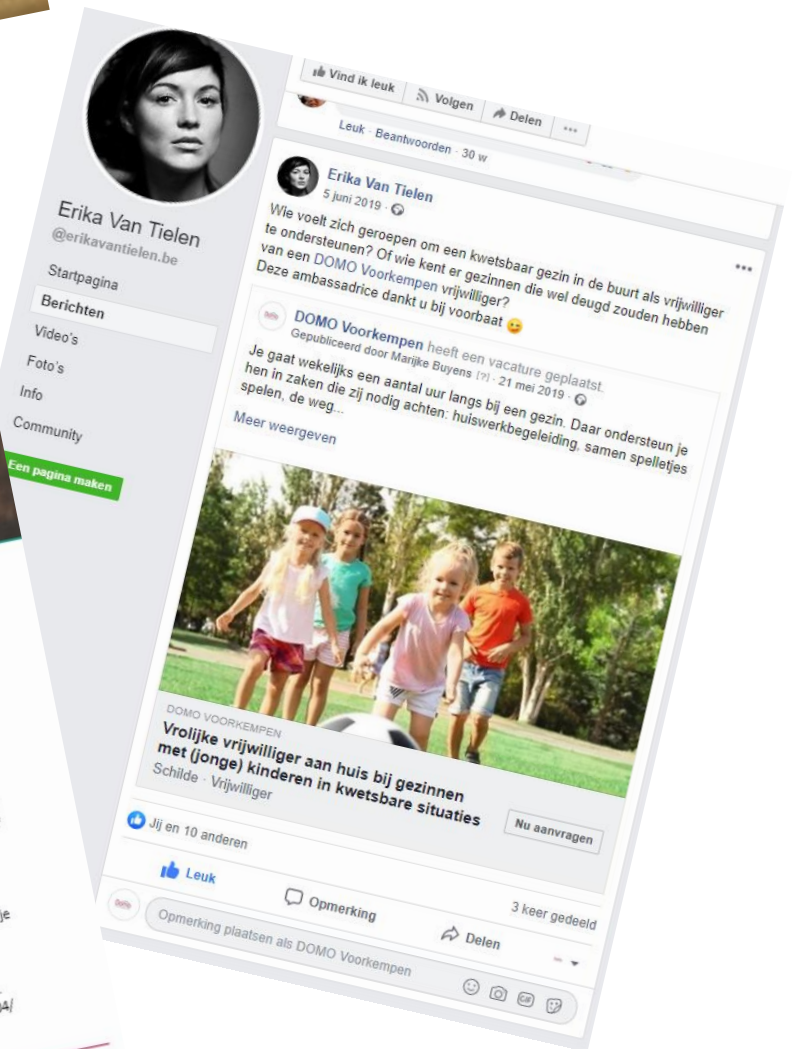 Vind ik leuk
Volgen
Delen
Leuk · Beantwoorden · 30 w
Erika Van Tielen
@erikavantielen.be
Startpagina
Berichten
Video's
Foto's
Info
Community
Een pagina maken
Erika Van Tielen
5 juni 2019 ·
Wie voelt zich geroepen om een kwetsbaar gezin in de buurt als vrijwilliger
te ondersteunen? Of wie kent er gezinnen die wel deugd zouden hebben
van een DOMO Voorkempen vrijwilliger?
Deze ambassadrice dankt u bij voorbaat 😉
DOMO Voorkempen heeft een vacature geplaatst.
Gepubliceerd door Marijke Buyens [?] · 21 mei 2019 ·
Je gaat wekelijks een aantal uur langs bij een gezin. Daar ondersteun je
hen in zaken die zij nodig achten: huiswerkbegeleiding, samen spelletjes
spelen, de weg...
Meer weergeven
DOMO VOORKEMPEN
Vrolijke vrijwilliger aan huis bij gezinnen
met (jonge) kinderen in kwetsbare situaties
Schilde · Vrijwilliger
Nu aanvragen
Jij en 10 anderen
3 keer gedeeld
Leuk
Opmerking
Delen
Opmerking plaatsen als DOMO Voorkempen
GIF
je